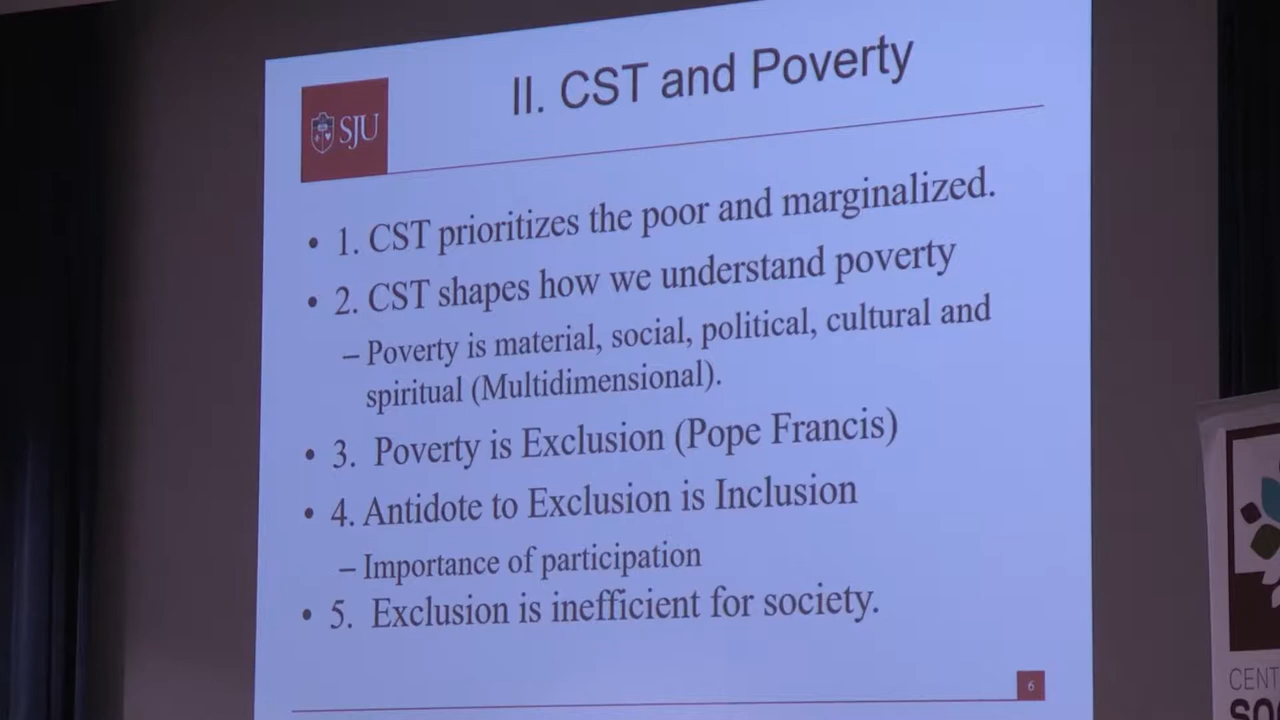 II. CST and Poverty
SJU
• 1. CST prioritizes the poor and marginalized.
• 2. CST shapes how we understand poverty
– Poverty is material, social, political, cultural and
spiritual (Multidimensional).
• 3. Poverty is Exclusion (Pope Francis)
• 4. Antidote to Exclusion is Inclusion
– Importance of participation
• 5. Exclusion is inefficient for society.
6
CENT
SO